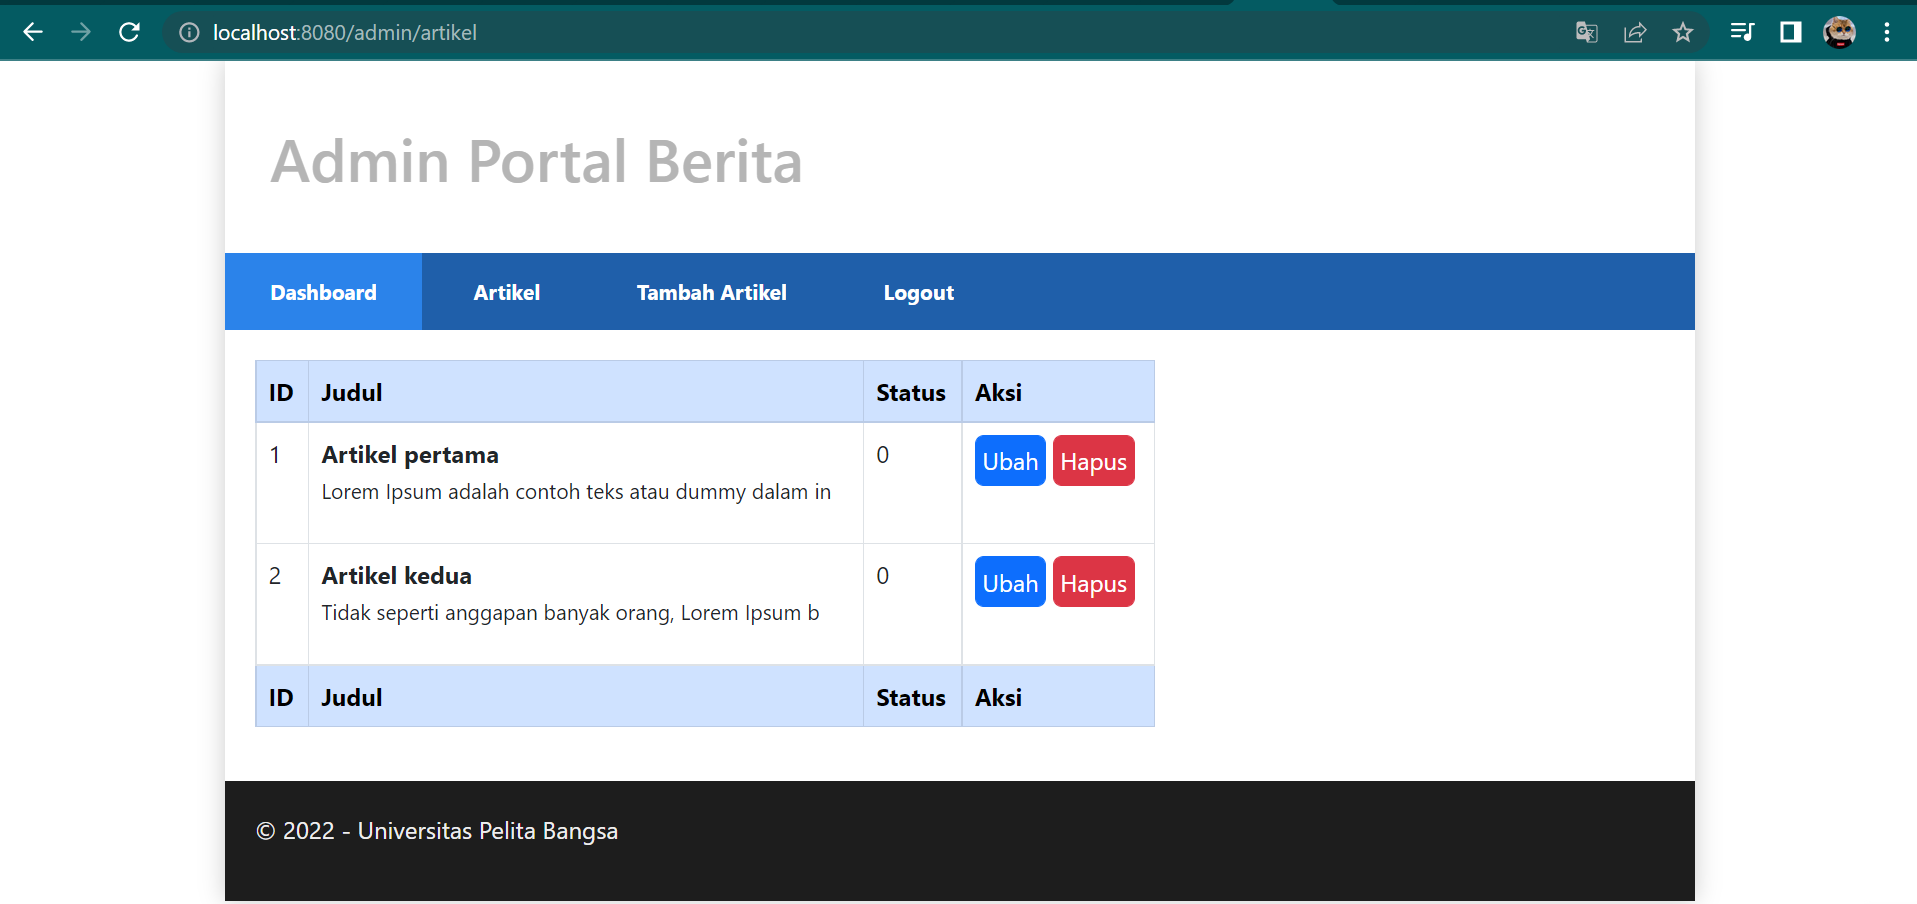 localhost:8080/admin/artikel
Admin Portal Berita
Dashboard Artikel Tambah Artikel Logout
ID Judul Status Aksi
1 Artikel pertama 0 Ubah Hapus
Lorem Ipsum adalah contoh teks atau dummy dalam in
2 Artikel kedua 0 Ubah Hapus
Tidak seperti anggapan banyak orang, Lorem Ipsum b
ID Judul Status Aksi
© 2022 - Universitas Pelita Bangsa